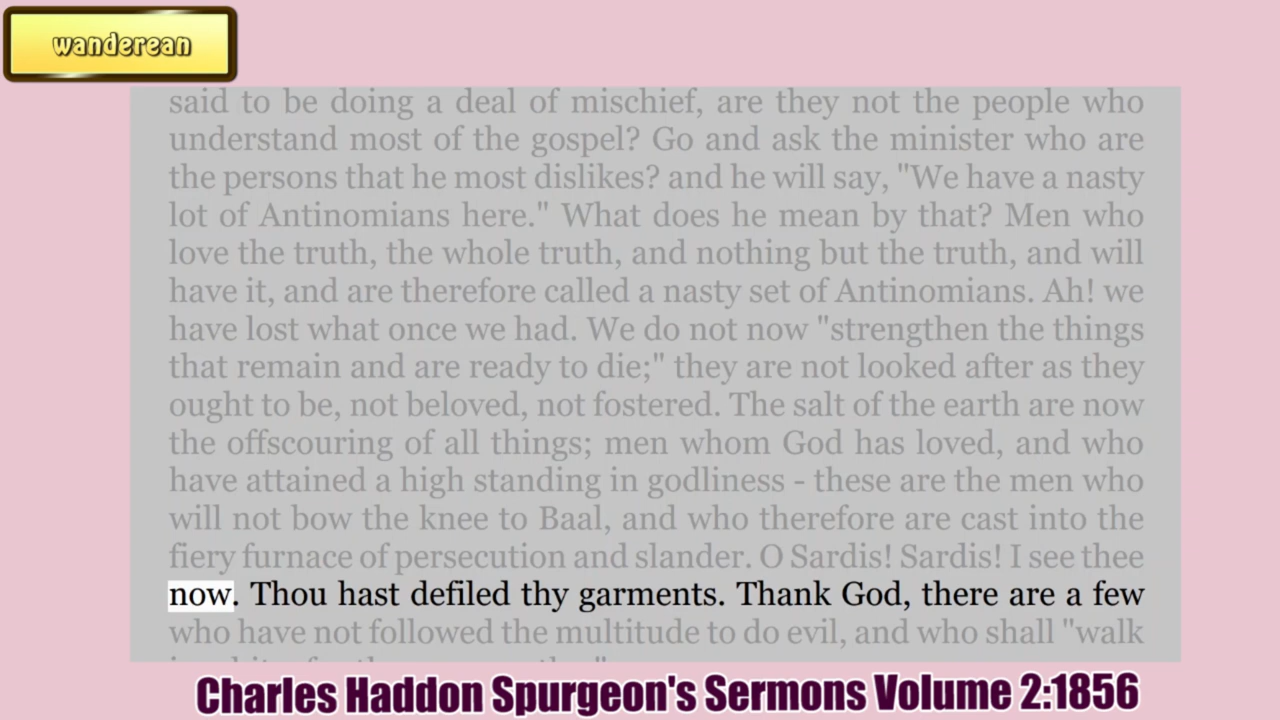 wanderean
said to be doing a deal of mischief, are they not the people who
understand most of the gospel? Go and ask the minister who are
the persons that he most dislikes? and he will say, "We have a nasty
lot of Antinomians here." What does he mean by that? Men who
love the truth, the whole truth, and nothing but the truth, and will
have it, and are therefore called a nasty set of Antinomians. Ah! we
have lost what once we had. We do not now "strengthen the things
that remain and are ready to die;" they are not looked after as they
ought to be, not beloved, not fostered. The salt of the earth are now
the offscouring of all things; men whom God has loved, and who
have attained a high standing in godliness - these are the men who
will not bow the knee to Baal, and who therefore are cast into the
fiery furnace of persecution and slander. O Sardis! Sardis! I see thee
now. Thou hast defiled thy garments. Thank God, there are a few
who have not followed the multitude to do evil, and who shall "walk
Charles Haddon Spurgeon's Sermons Volume 2:1856